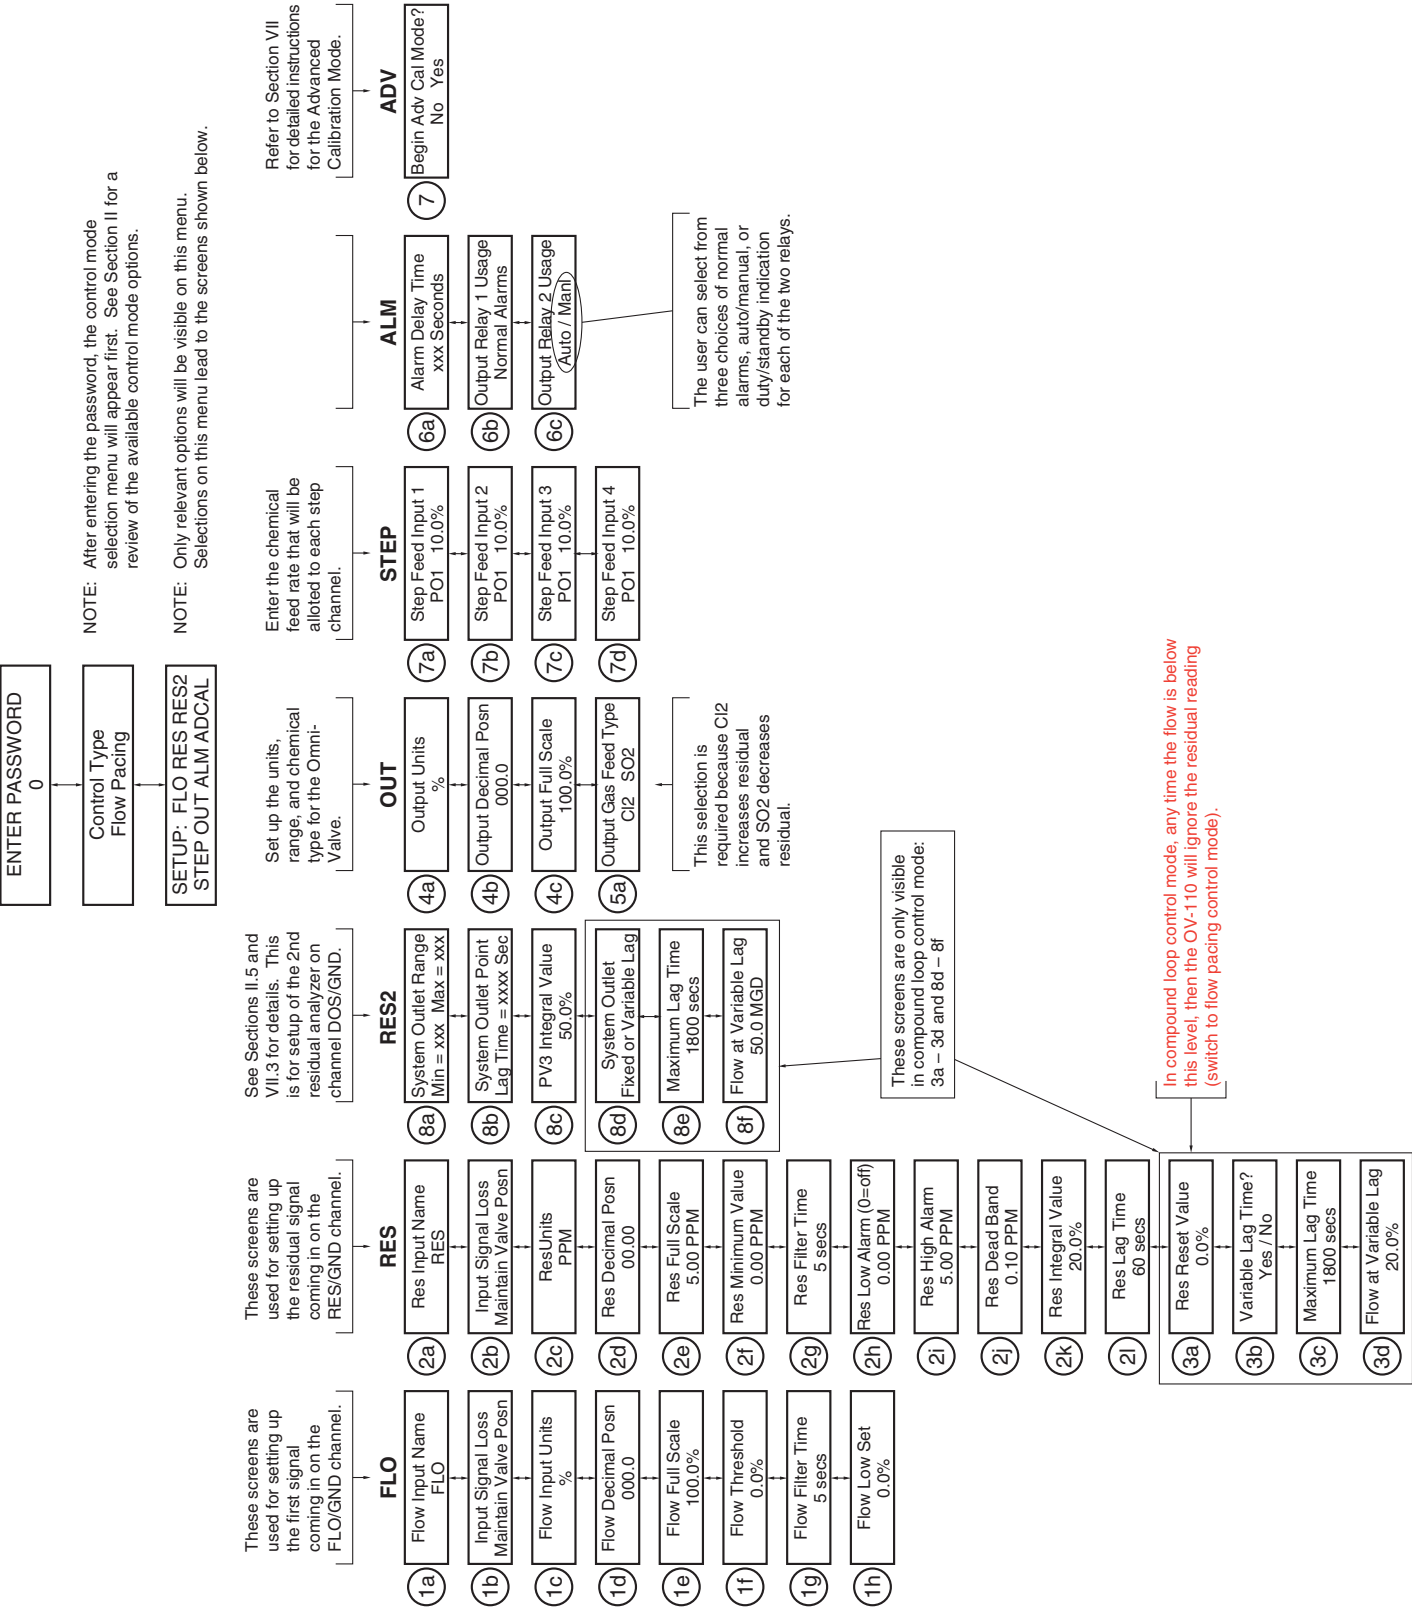 ENTER PASSWORD
0
Control Type
Flow Pacing
SETUP:  FLO RES RES2
STEP OUT ALM ADCAL
NOTE:  After entering the password, the control mode
selection menu will appear first.  See Section II for a
review of the available control mode options.
NOTE:  Only relevant options will be visible on this menu.
Selections on this menu lead to the screens shown below.
These screens are
used for setting up
the first signal
coming in on the
FLO/GND channel.
FLO
1a
Flow Input Name
FLO
1b
Input Signal Loss
Maintain Valve Posn
1c
Flow Input Units
%
1d
Flow Decimal Posn
000.0
1e
Flow Full Scale
100.0%
1f
Flow Threshold
0.0%
1g
Flow Filter Time
5 secs
1h
Flow Low Set
0.0%
These screens are
used for setting up
the residual signal
coming in on the
RES/GND channel.
RES
2a
Res Input Name
RES
2b
Input Signal Loss
Maintain Valve Posn
2c
ResUnits
PPM
2d
Res Decimal Posn
00.00
2e
Res Full Scale
5.00 PPM
2f
Res Minimum Value
0.00 PPM
2g
Res Filter Time
5 secs
2h
Res Low Alarm (0=off)
0.00 PPM
2i
Res High Alarm
5.00 PPM
2j
Res Dead Band
0.10 PPM
2k
Res Integral Value
20.0%
2l
Res Lag Time
60 secs
3a
Res Reset Value
0.0%
3b
Variable Lag Time?
Yes / No
3c
Maximum Lag Time
1800 secs
3d
Flow at Variable Lag
20.0%
See Sections II.5 and
VII.3 for details.  This
is for setup of the 2nd
residual analyzer on
channel DOS/GND.
RES2
8a
System Outlet Range
Min = xxx  Max = xxx
8b
System Outlet Point
Lag Time = xxxx Sec
8c
PV3 Integral Value
50.0%
8d
System Outlet
Fixed or Variable Lag
8e
Maximum Lag Time
1800 secs
8f
Flow at Variable Lag
50.0 MGD
These screens are only visible
in compound loop control mode:
3a – 3d and 8d – 8f
In compound loop control mode, any time the flow is below
this level, then the OV-110 will ignore the residual reading
(switch to flow pacing control mode).
Set up the units,
range, and chemical
type for the Omni-
Valve.
OUT
4a
Output Units
%
4b
Output Decimal Posn
000.0
4c
Output Full Scale
100.0%
5a
Output Gas Feed Type
Cl2  SO2
This selection is
required because Cl2
increases residual
and SO2 decreases
residual.
Enter the chemical
feed rate that will be
alloted to each step
channel.
STEP
7a
Step Feed Input 1
PO1  10.0%
7b
Step Feed Input 2
PO1  10.0%
7c
Step Feed Input 3
PO1  10.0%
7d
Step Feed Input 4
PO1  10.0%
ALM
6a
Alarm Delay Time
xxx Seconds
6b
Output Relay 1 Usage
Normal Alarms
6c
Output Relay 2 Usage
Auto / Manl
The user can select from
three choices of normal
alarms, auto/manual, or
duty/standby indication
for each of the two relays.
Refer to Section VII
for detailed instructions
for the Advanced
Calibration Mode.
ADV
7
Begin Adv Cal Mode?
No  Yes